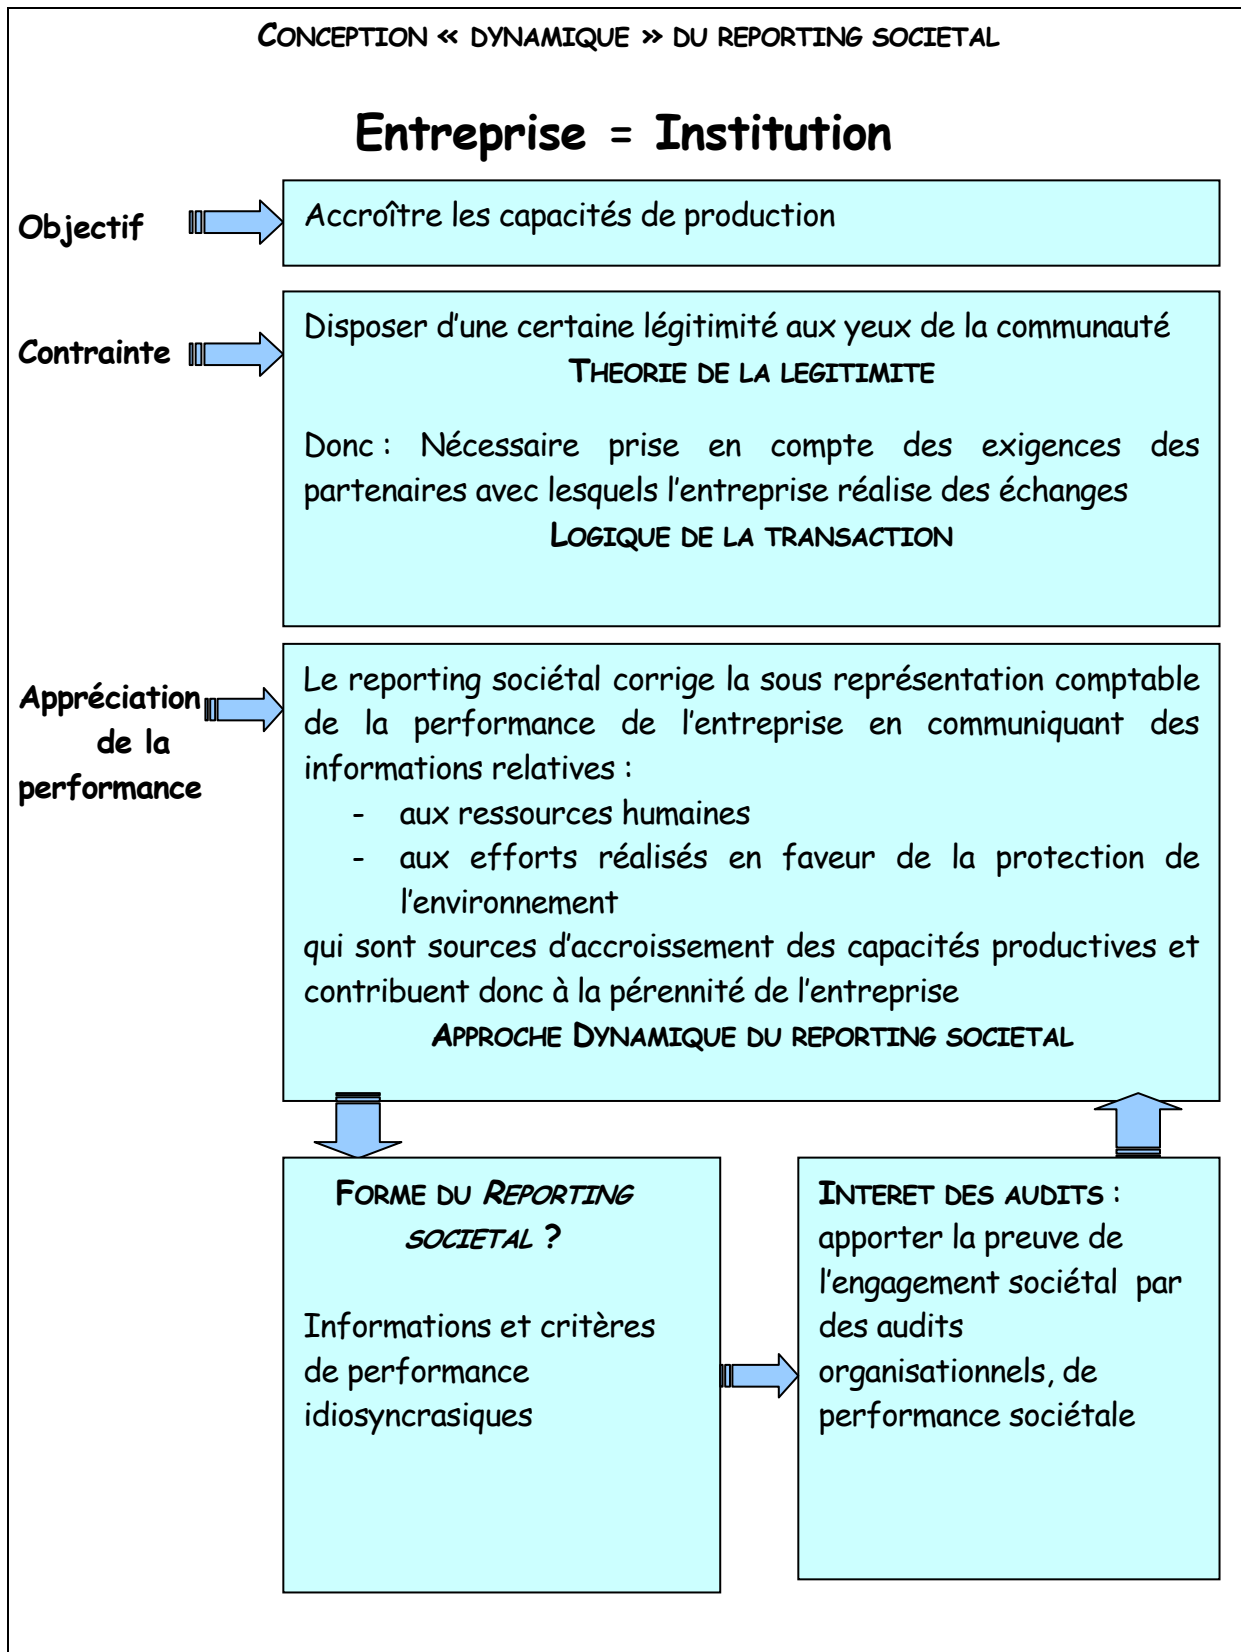 CONCEPTION « DYNAMIQUE » DU REPORTING SOCIETAL
Entreprise = Institution
Objectif
Accroître les capacités de production
Contrainte
Disposer d'une certaine légitimité aux yeux de la communauté
THEORIE DE LA LEGITIMITE
Donc : Nécessaire prise en compte des exigences des
partenaires avec lesquels l'entreprise réalise des échanges
LOGIQUE DE LA TRANSACTION
Appréciation
de la
performance
Le reporting sociétal corrige la sous représentation comptable
de la performance de l'entreprise en communiquant des
informations relatives :
- aux ressources humaines
- aux efforts réalisés en faveur de la protection de
l'environnement
qui sont sources d'accroissement des capacités productives et
contribuent donc à la pérennité de l'entreprise
APPROCHE DYNAMIQUE DU REPORTING SOCIETAL
FORME DU REPORTING
SOCIETAL ?
Informations et critères
de performance
idiosyncrasiques
INTERET DES AUDITS :
apporter la preuve de
l'engagement sociétal par
des audits
organisationnels, de
performance sociétale